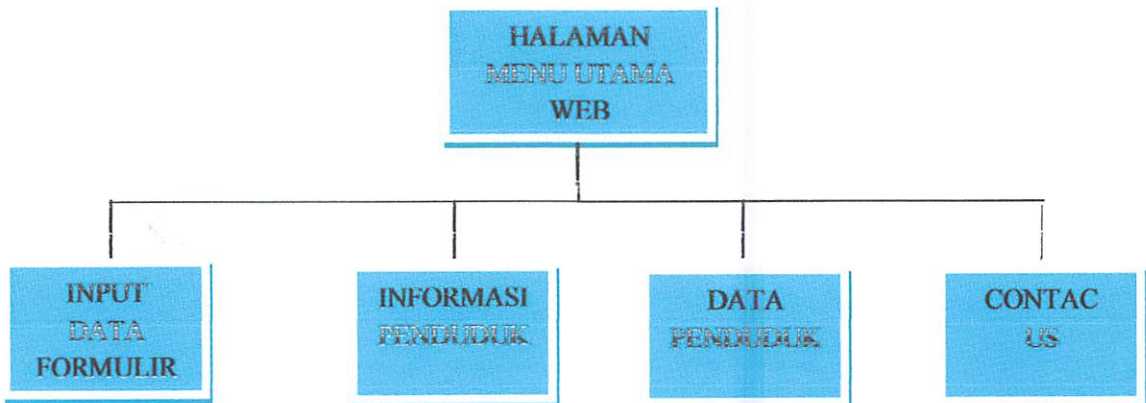 HALAMAN
MENU UTAMA
WEB
INPUT
DATA
FORMULIR
INFORMASI
PENDUDUK
DATA
PENDUDUK
CONTAC
US